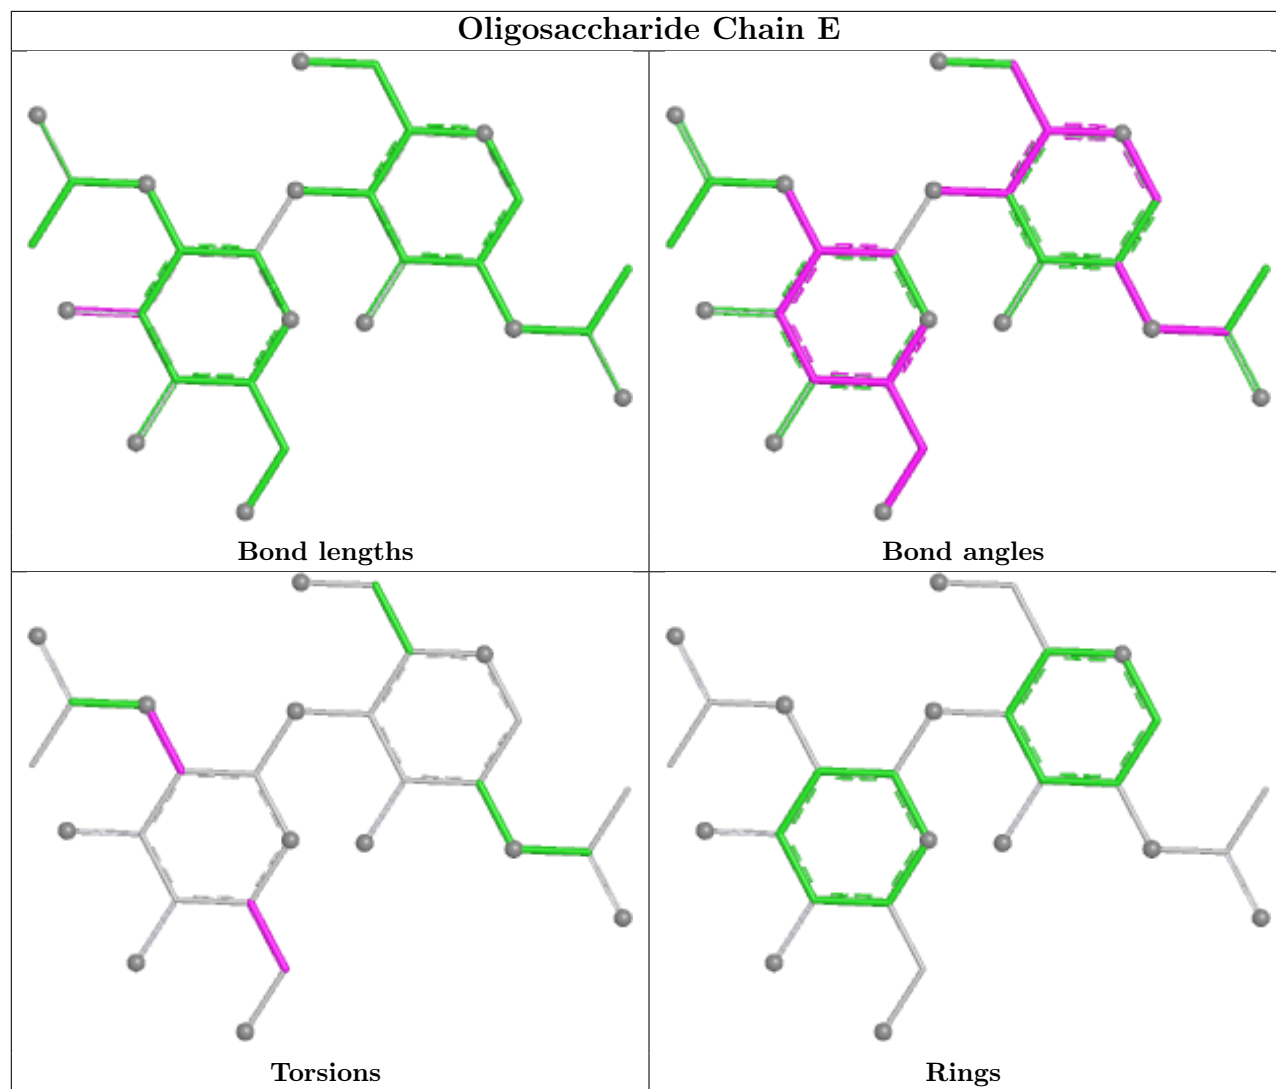 Oligosaccharide Chain E
Bond lengths
Bond angles
Torsions
Rings